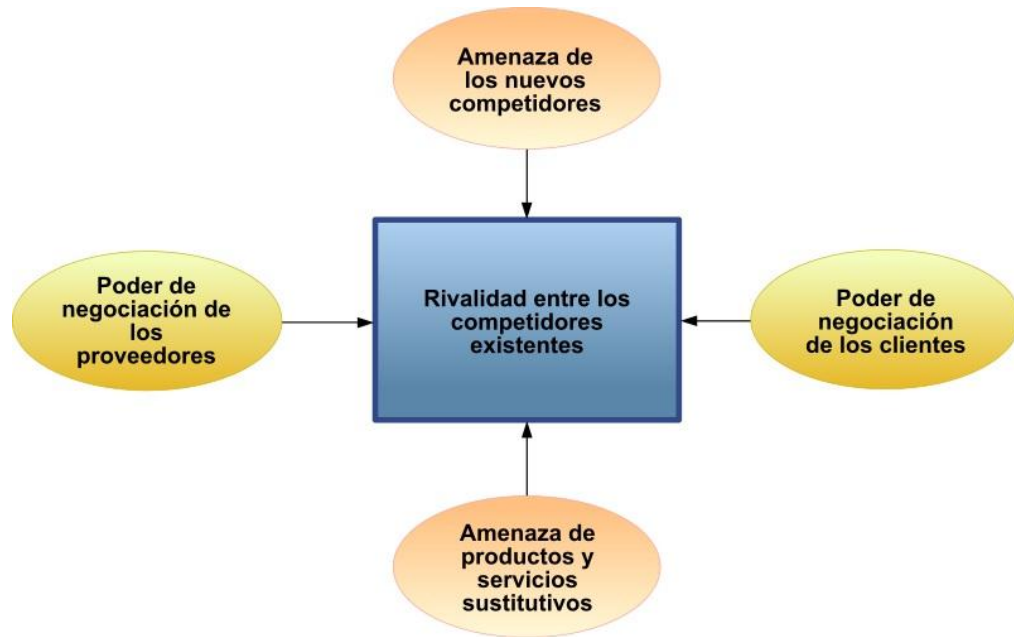 Amenaza de
los nuevos
competidores
Poder de
negociación de
los
proveedores
Rivalidad entre los
competidores
existentes
Poder de
negociación
de los clientes
Amenaza de
productos y
servicios
sustitutivos